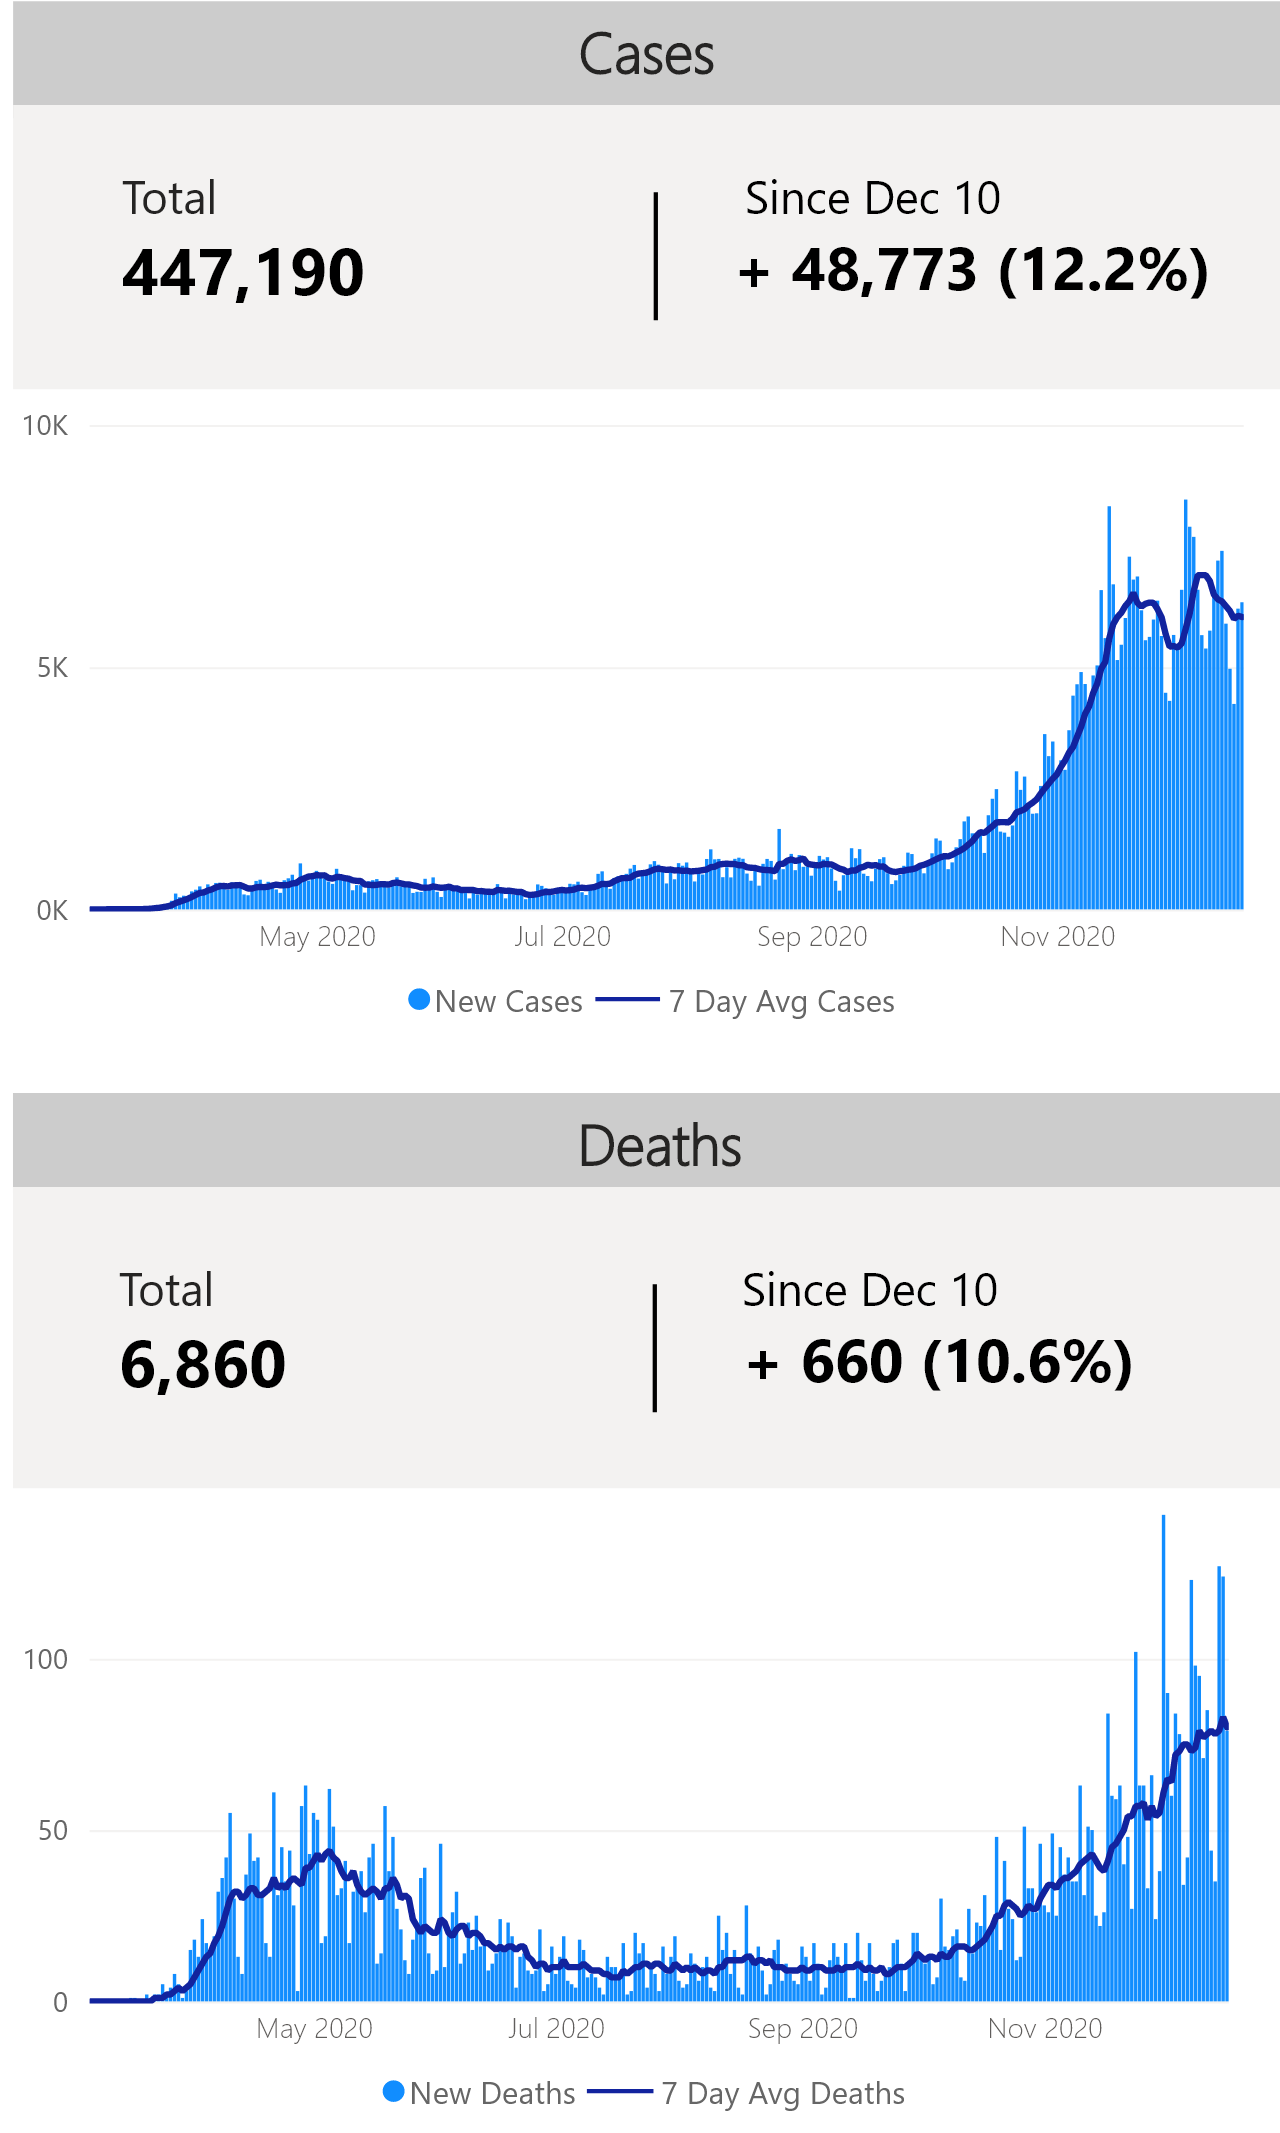 Cases
Total
447,190
Since Dec 10
+ 48,773 (12.2%)
10K
5K
0K
May 2020 Jul 2020 Sep 2020 Nov 2020
New Cases 7 Day Avg Cases
Deaths
Total
6,860
Since Dec 10
+ 660 (10.6%)
100
50
0
May 2020 Jul 2020 Sep 2020 Nov 2020
New Deaths 7 Day Avg Deaths